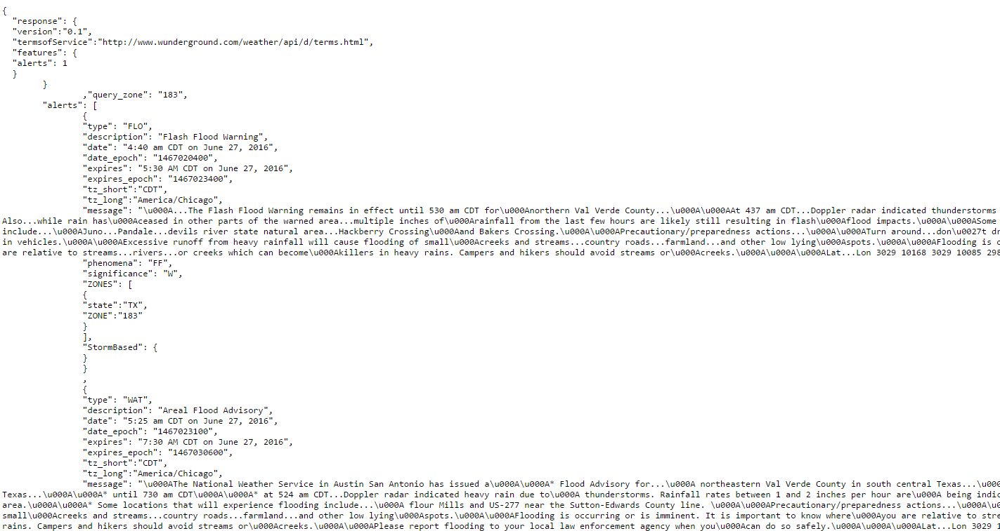 {
"response": {
"version":"0.1",
"termsofService":"http://www.wunderground.com/weather/api/d/terms.html",
"features": {
"alerts": 1
}
}
,"query_zone": "183",
"alerts": [
{
"type": "FLO",
"description": "Flash Flood Warning",
"date": "4:40 am CDT on June 27, 2016",
"date_epoch": "1467020400",
"expires": "5:30 AM CDT on June 27, 2016",
"expires_epoch": "1467023400",
"tz_short":"CDT",
"tz_long":"America/Chicago",
"message": "\u000A...The Flash Flood Warning remains in effect until 530 am CDT for\u000Anorthern Val Verde County...\u000A\u000AAt 437 am CDT...Doppler radar indicated thunderstorms
Also...while rain has\u000Aceased in other parts of the warned area...multiple inches of\u000Arainfall from the last few hours are likely still resulting in flash\u000Aflood impacts.\u000A\u000ASome
include...\u000AJuno...Pandale...devils river state natural area...Hackberry Crossing\u000Aand Bakers Crossing.\u000A\u000APrecautionary/preparedness actions...\u000A\u000ATurn around...don\u0027t
in vehicles.\u000A\u000AExcessive runoff from heavy rainfall will cause flooding of small\u000Acreeks and streams...country roads...farmland...and other low lying\u000Aspots.\u000A\u000AFlooding is
are relative to streams...rivers...or creeks which can become\u000Akillers in heavy rains. Campers and hikers should avoid streams or\u000Acreeks.\u000A\u000A\u000ALat...Lon 3029 10168 3029 10085
"phenomena": "FF",
"significance": "W",
"ZONES": [
{
"state":"TX",
"ZONE":"183"
}
],
"StormBased": {
}
}
,
{
"type": "WAT",
"description": "Areal Flood Advisory",
"date": "5:25 am CDT on June 27, 2016",
"date_epoch": "1467023100",
"expires": "7:30 AM CDT on June 27, 2016",
"expires_epoch": "1467030600",
"tz_short":"CDT",
"tz_long":"America/Chicago",
"message": "\u000AThe National Weather Service in Austin San Antonio has issued a\u000A\u000A* Flood Advisory for...\u000A northeastern Val Verde County in south central Texas...
Texas...\u000A\u000A* until 730 am CDT\u000A\u000A* at 524 am CDT...Doppler radar indicated heavy rain due to\u000A thunderstorms. Rainfall rates between 1 and 2 inches per hour are\u000A being
area.\u000A\u000A* Some locations that will experience flooding include...\u000A flour Mills and US-277 near the Sutton-Edwards County line. \u000A\u000APrecautionary/preparedness actions...
small\u000Acreeks and streams...country roads...farmland...and other low lying\u000Aspots.\u000A\u000AFlooding is occurring or is imminent. It is important to know where\u000Ayou are relative to
rains. Campers and hikers should avoid streams or\u000Acreeks.\u000A\u000APlease report flooding to your local law enforcement agency when you\u000Acan do so safely.\u000A\u000A\u000ALat...Lon 3029